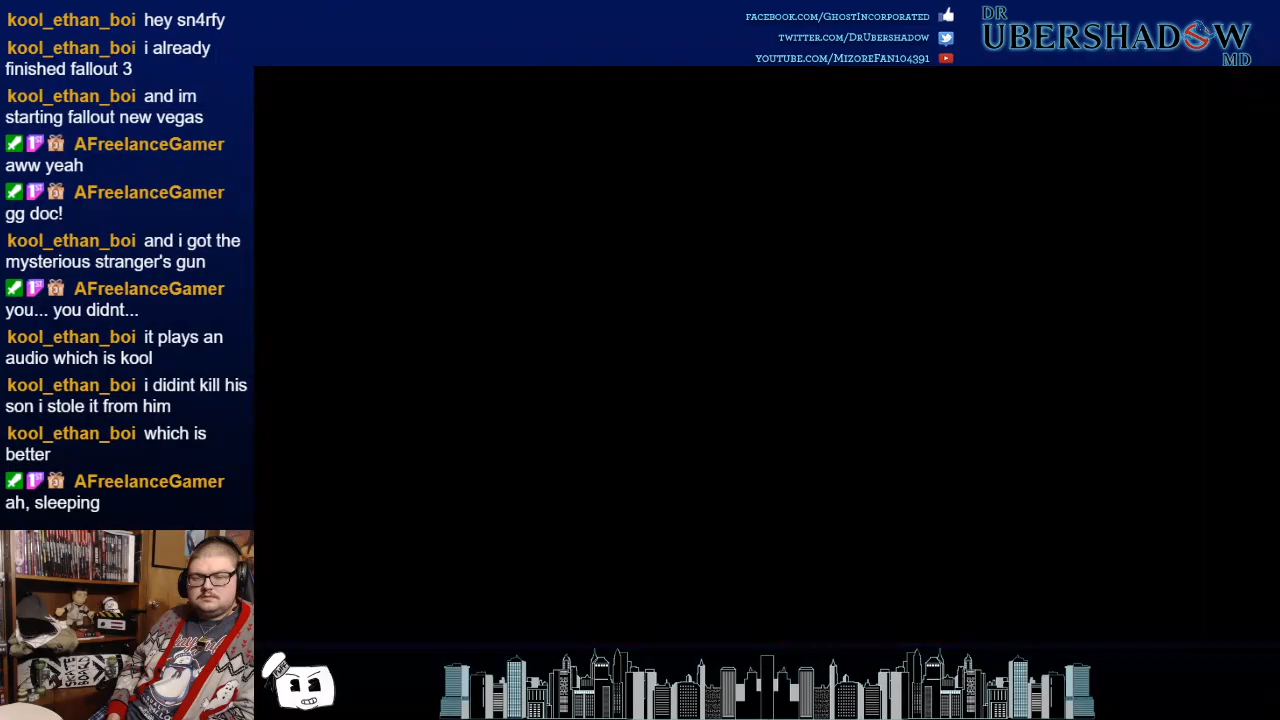 kool_ethan_boi hey sn4rfy
kool_ethan_boi i already
finished fallout 3
kool_ethan_boi and im
starting fallout new vegas
AFreelanceGamer
aww yeah
AFreelanceGamer
gg doc!
kool_ethan_boi and i got the
mysterious stranger's gun
AFreelanceGamer
you... you didnt...
kool_ethan_boi it plays an
audio which is kool
kool_ethan_boi i didint kill his
son i stole it from him
kool_ethan_boi which is
better
AFreelanceGamer
ah, sleeping
facebook.com/GhostIncorporated
twitter.com/DrUbershadow
youtube.com/MizoreFan104391
DR
UBERSHADOW
MD